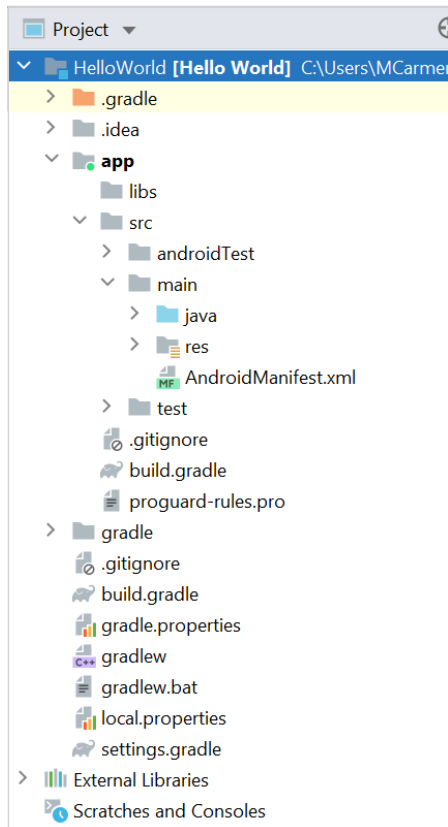 Project
HelloWorld [Hello World] C:\Users\MCarmer
.gradle
.idea
app
libs
src
androidTest
main
java
res
MF AndroidManifest.xml
test
.gitignore
build.gradle
proguard-rules.pro
gradle
.gitignore
build.gradle
gradle.properties
C++ gradlew
gradlew.bat
local.properties
settings.gradle
External Libraries
Scratches and Consoles